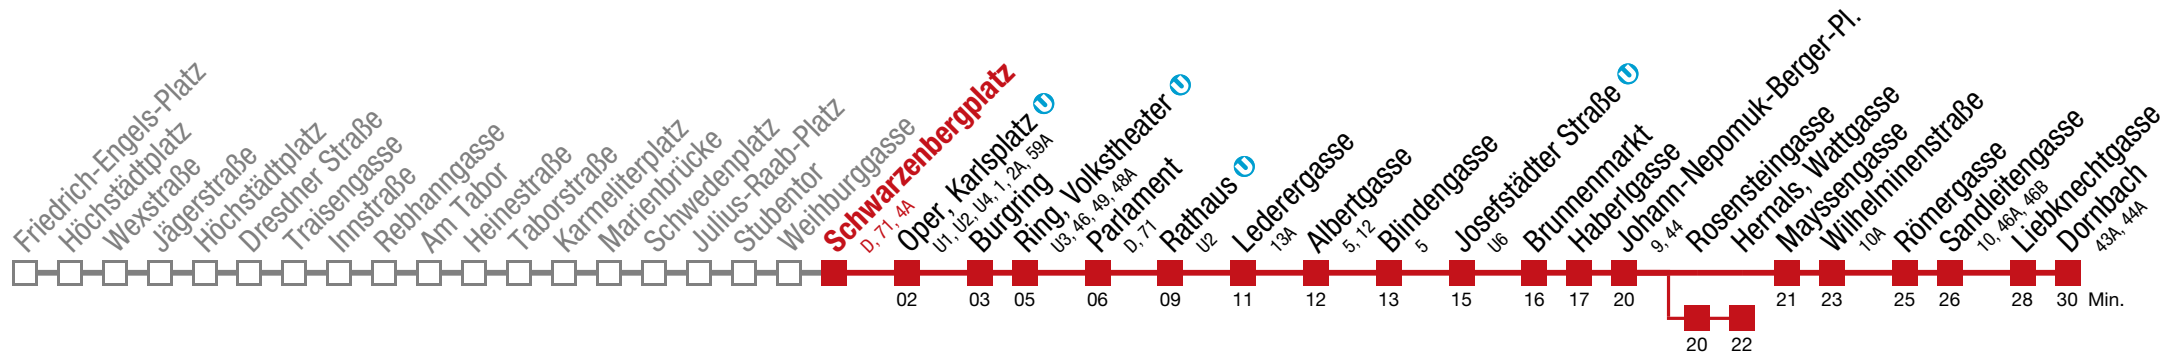 Friedrich-Engels-Platz
Höchstädtplatz
Wexstraße
Jägerstraße
Höchstädtplatz
Dresdner Straße
Traisengasse
Innstraße
Rebhanngasse
Am Tabor
Heinestraße
Taborstraße
Karmeliterplatz
Marienbrücke
Schwedenplatz
Julius-Raab-Platz
Stubentor
Weihburggasse
Schwarzenbergplatz
D, 71, 4A
Oper, Karlsplatz U
U1, U2, U4, 1, 2A, 59A
Burgring
Ring, Volkstheater U
U3, 46, 49, 48A
Parlament
D, 71
Rathaus U
U2
Lederergasse
13A
Albertgasse
5, 12
Blindengasse
5
Josefstädter Straße U
U6
Brunnenmarkt
Haberlgasse
Johann-Nepomuk-Berger-Pl.
9, 44
Rosensteingasse
Hernals, Wattgasse
Mayssengasse
Wilhelminenstraße
10A
Römergasse
Sandleitengasse
10, 46A, 46B
Liebknechtgasse
Dornbach
43A, 44A
02 03 05 06 09 11 12 13 15 16 17 20 21 23 25 26 28 30 Min.
20 22